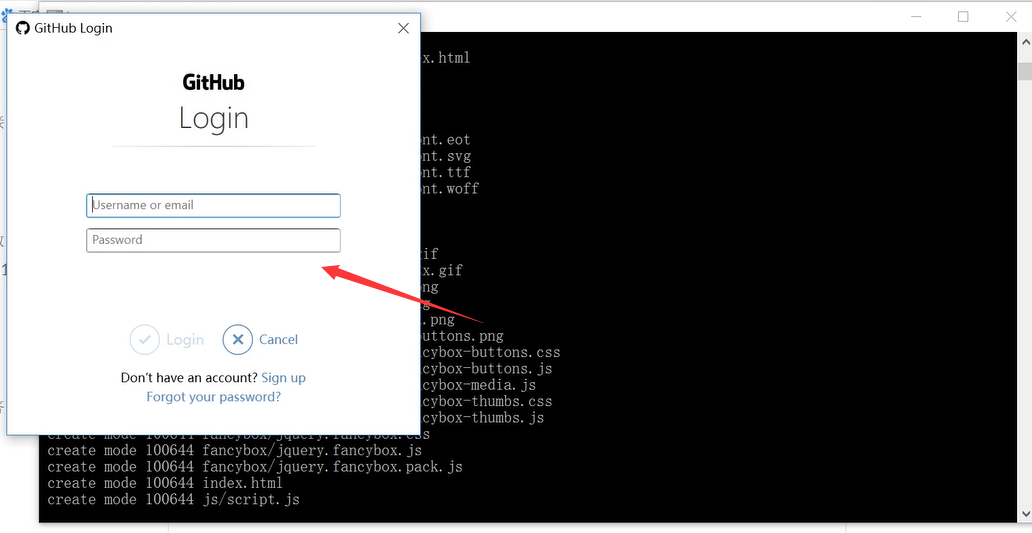 GitHub Login
GitHub
Login
Username or email
Password
Login
Cancel
Don't have an account? Sign up
Forgot your password?
x.html
nt.eot
nt.svg
nt.ttf
nt.woff
if
x.gif
ng
g
.png
uttons.png
cybox-buttons.css
cybox-buttons.js
cybox-media.js
cybox-thumbs.css
cybox-thumbs.js
create mode 100644 fancybox/jquery.fancybox.css
create mode 100644 fancybox/jquery.fancybox.js
create mode 100644 fancybox/jquery.fancybox.pack.js
create mode 100644 index.html
create mode 100644 js/script.js